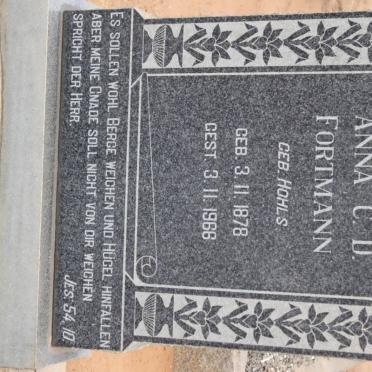 ANNA C.D
FORTMANN
GEB. HOHLS
GEB. 3. 11. 1878
GEST. 3. 11. 1966
ES SOLLEN WOHL BERGE WEICHEN UND HÜGEL HINFALLEN
ABER MEINE GNADE SOLL NICHT VON DIR WEICHEN
SPRICHT DER HERR.
JES. 54.10